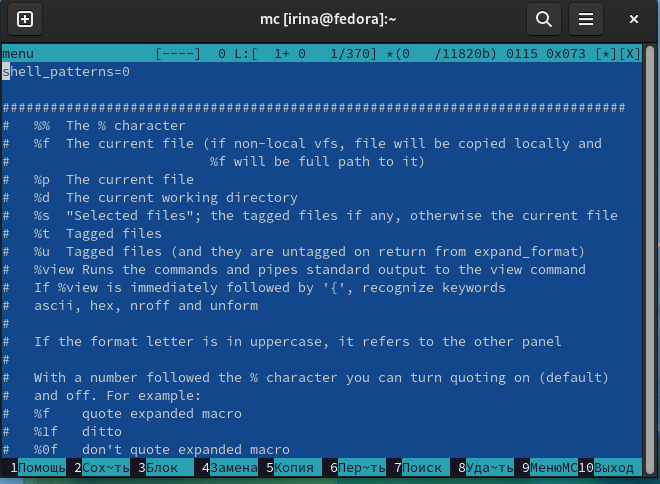 mc [irina@fedora]:~
menu [----] 0 L:[ 1+ 0 1/370] *(0 /11820b) 0115 0x073 [*][X]
shell_patterns=0
##############################################################################
# %% The % character
# %f The current file (if non-local vfs, file will be copied locally and
# %f will be full path to it)
# %p The current file
# %d The current working directory
# %s "Selected files"; the tagged files if any, otherwise the current file
# %t Tagged files
# %u Tagged files (and they are untagged on return from expand_format)
# %view Runs the commands and pipes standard output to the view command
# If %view is immediately followed by '{', recognize keywords
# ascii, hex, nroff and unform
#
# If the format letter is in uppercase, it refers to the other panel
#
# With a number followed the % character you can turn quoting on (default)
# and off. For example:
# %f quote expanded macro
# %1f ditto
# %0f don't quote expanded macro
1Помощь 2Сох~ть 3Блок 4Замена 5Копия 6Пер~ть 7Поиск 8Уда~ть 9МенюMC 10Выход